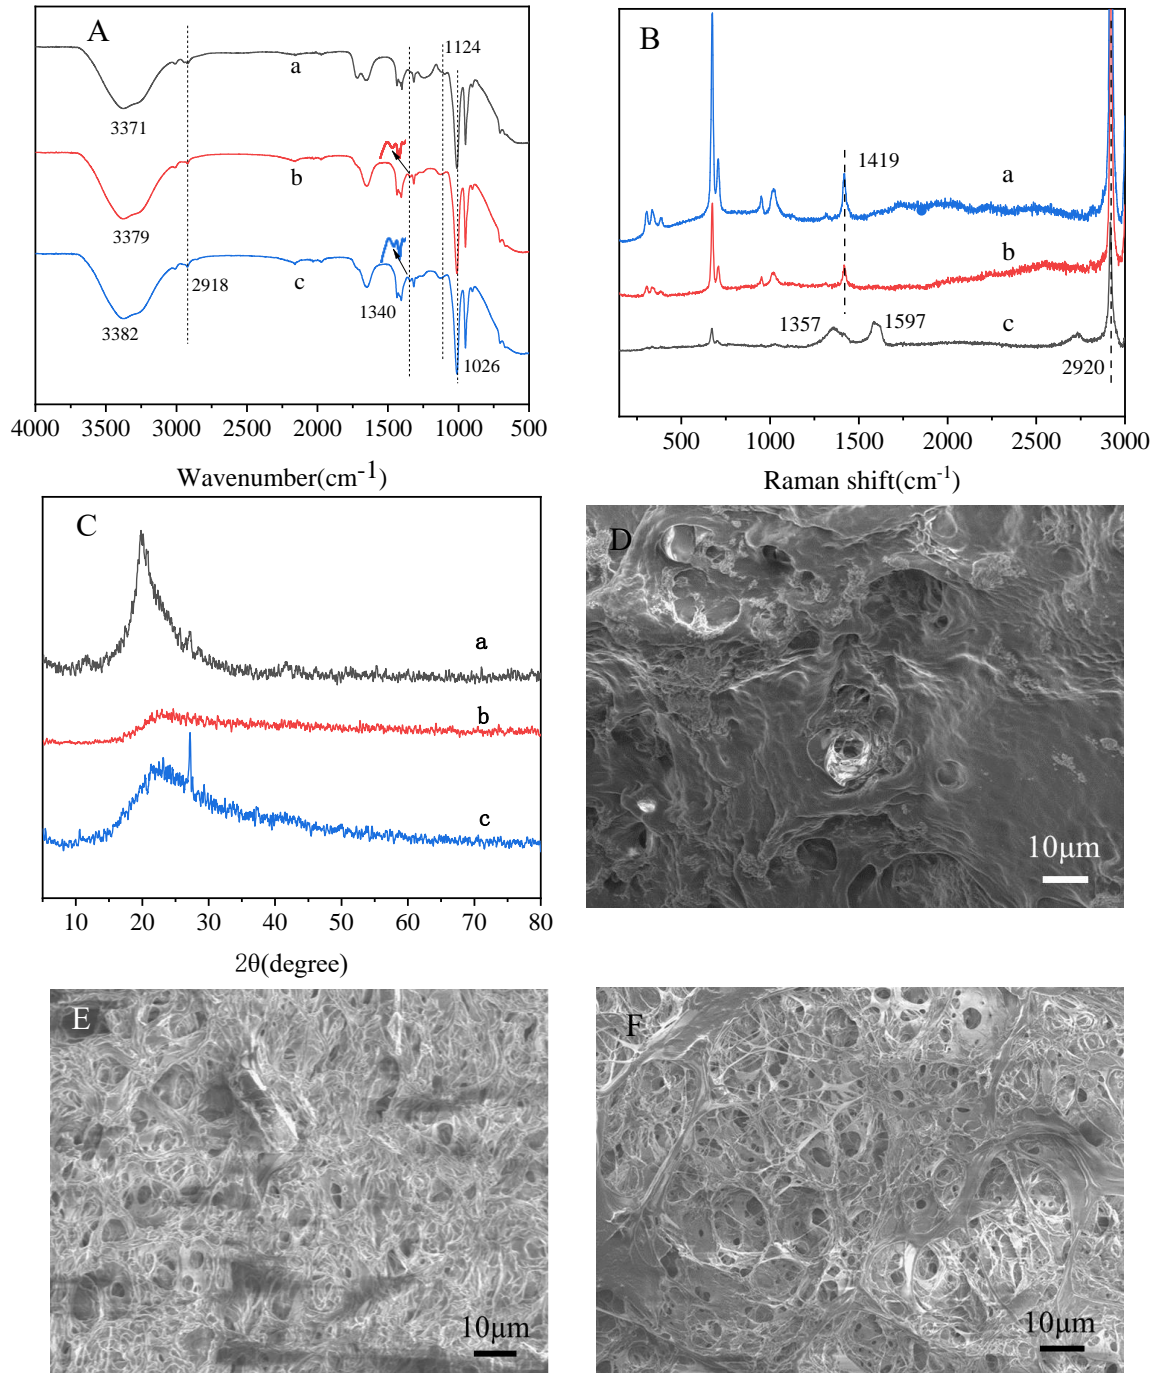 A
1124
a
3371
b
3379
c
2918
1340
3382
1026
4000 3500 3000 2500 2000 1500 1000 500
Wavenumber(cm-1)
B
1419
a
b
1357 1597
c
2920
500 1000 1500 2000 2500 3000
Raman shift(cm-1)
C
a
b
c
10 20 30 40 50 60 70 80
2θ(degree)
D
10μm
E
10μm
F
10μm